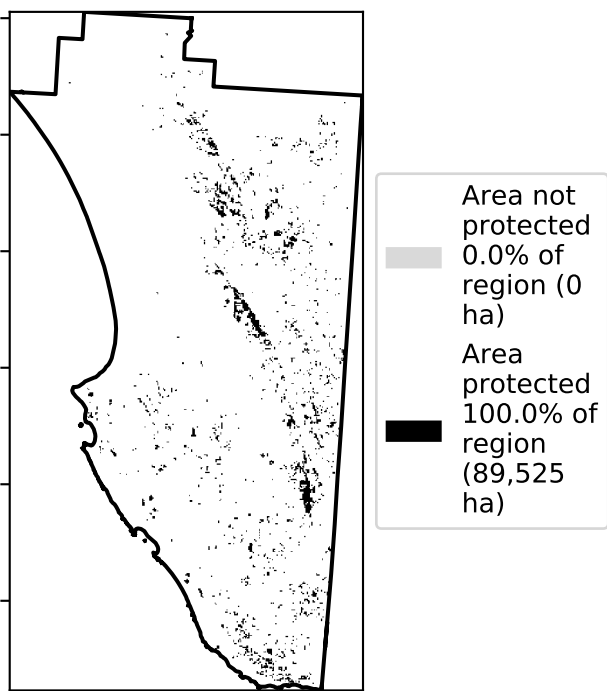 Area not
protected
0.0% of
region (0
ha)
Area
protected
100.0% of
region
(89,525
ha)